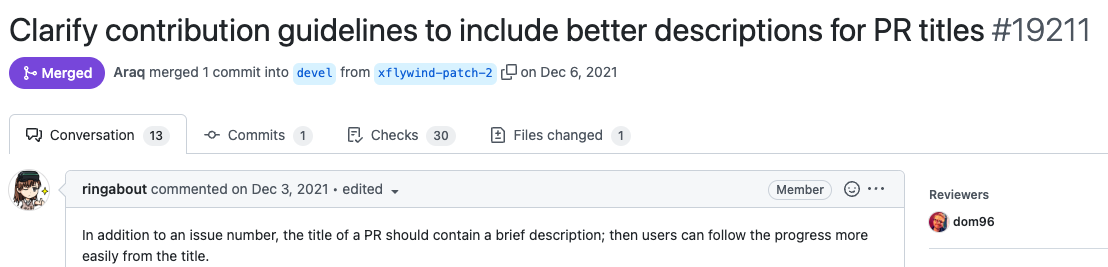 Clarify contribution guidelines to include better descriptions for PR titles #19211
Merged Araq merged 1 commit into devel from xflywind-patch-2 on Dec 6, 2021
Conversation 13 Commits 1 Checks 30 Files changed 1
ringabout commented on Dec 3, 2021 • edited Member
Reviewers
dom96
In addition to an issue number, the title of a PR should contain a brief description; then users can follow the progress more
easily from the title.